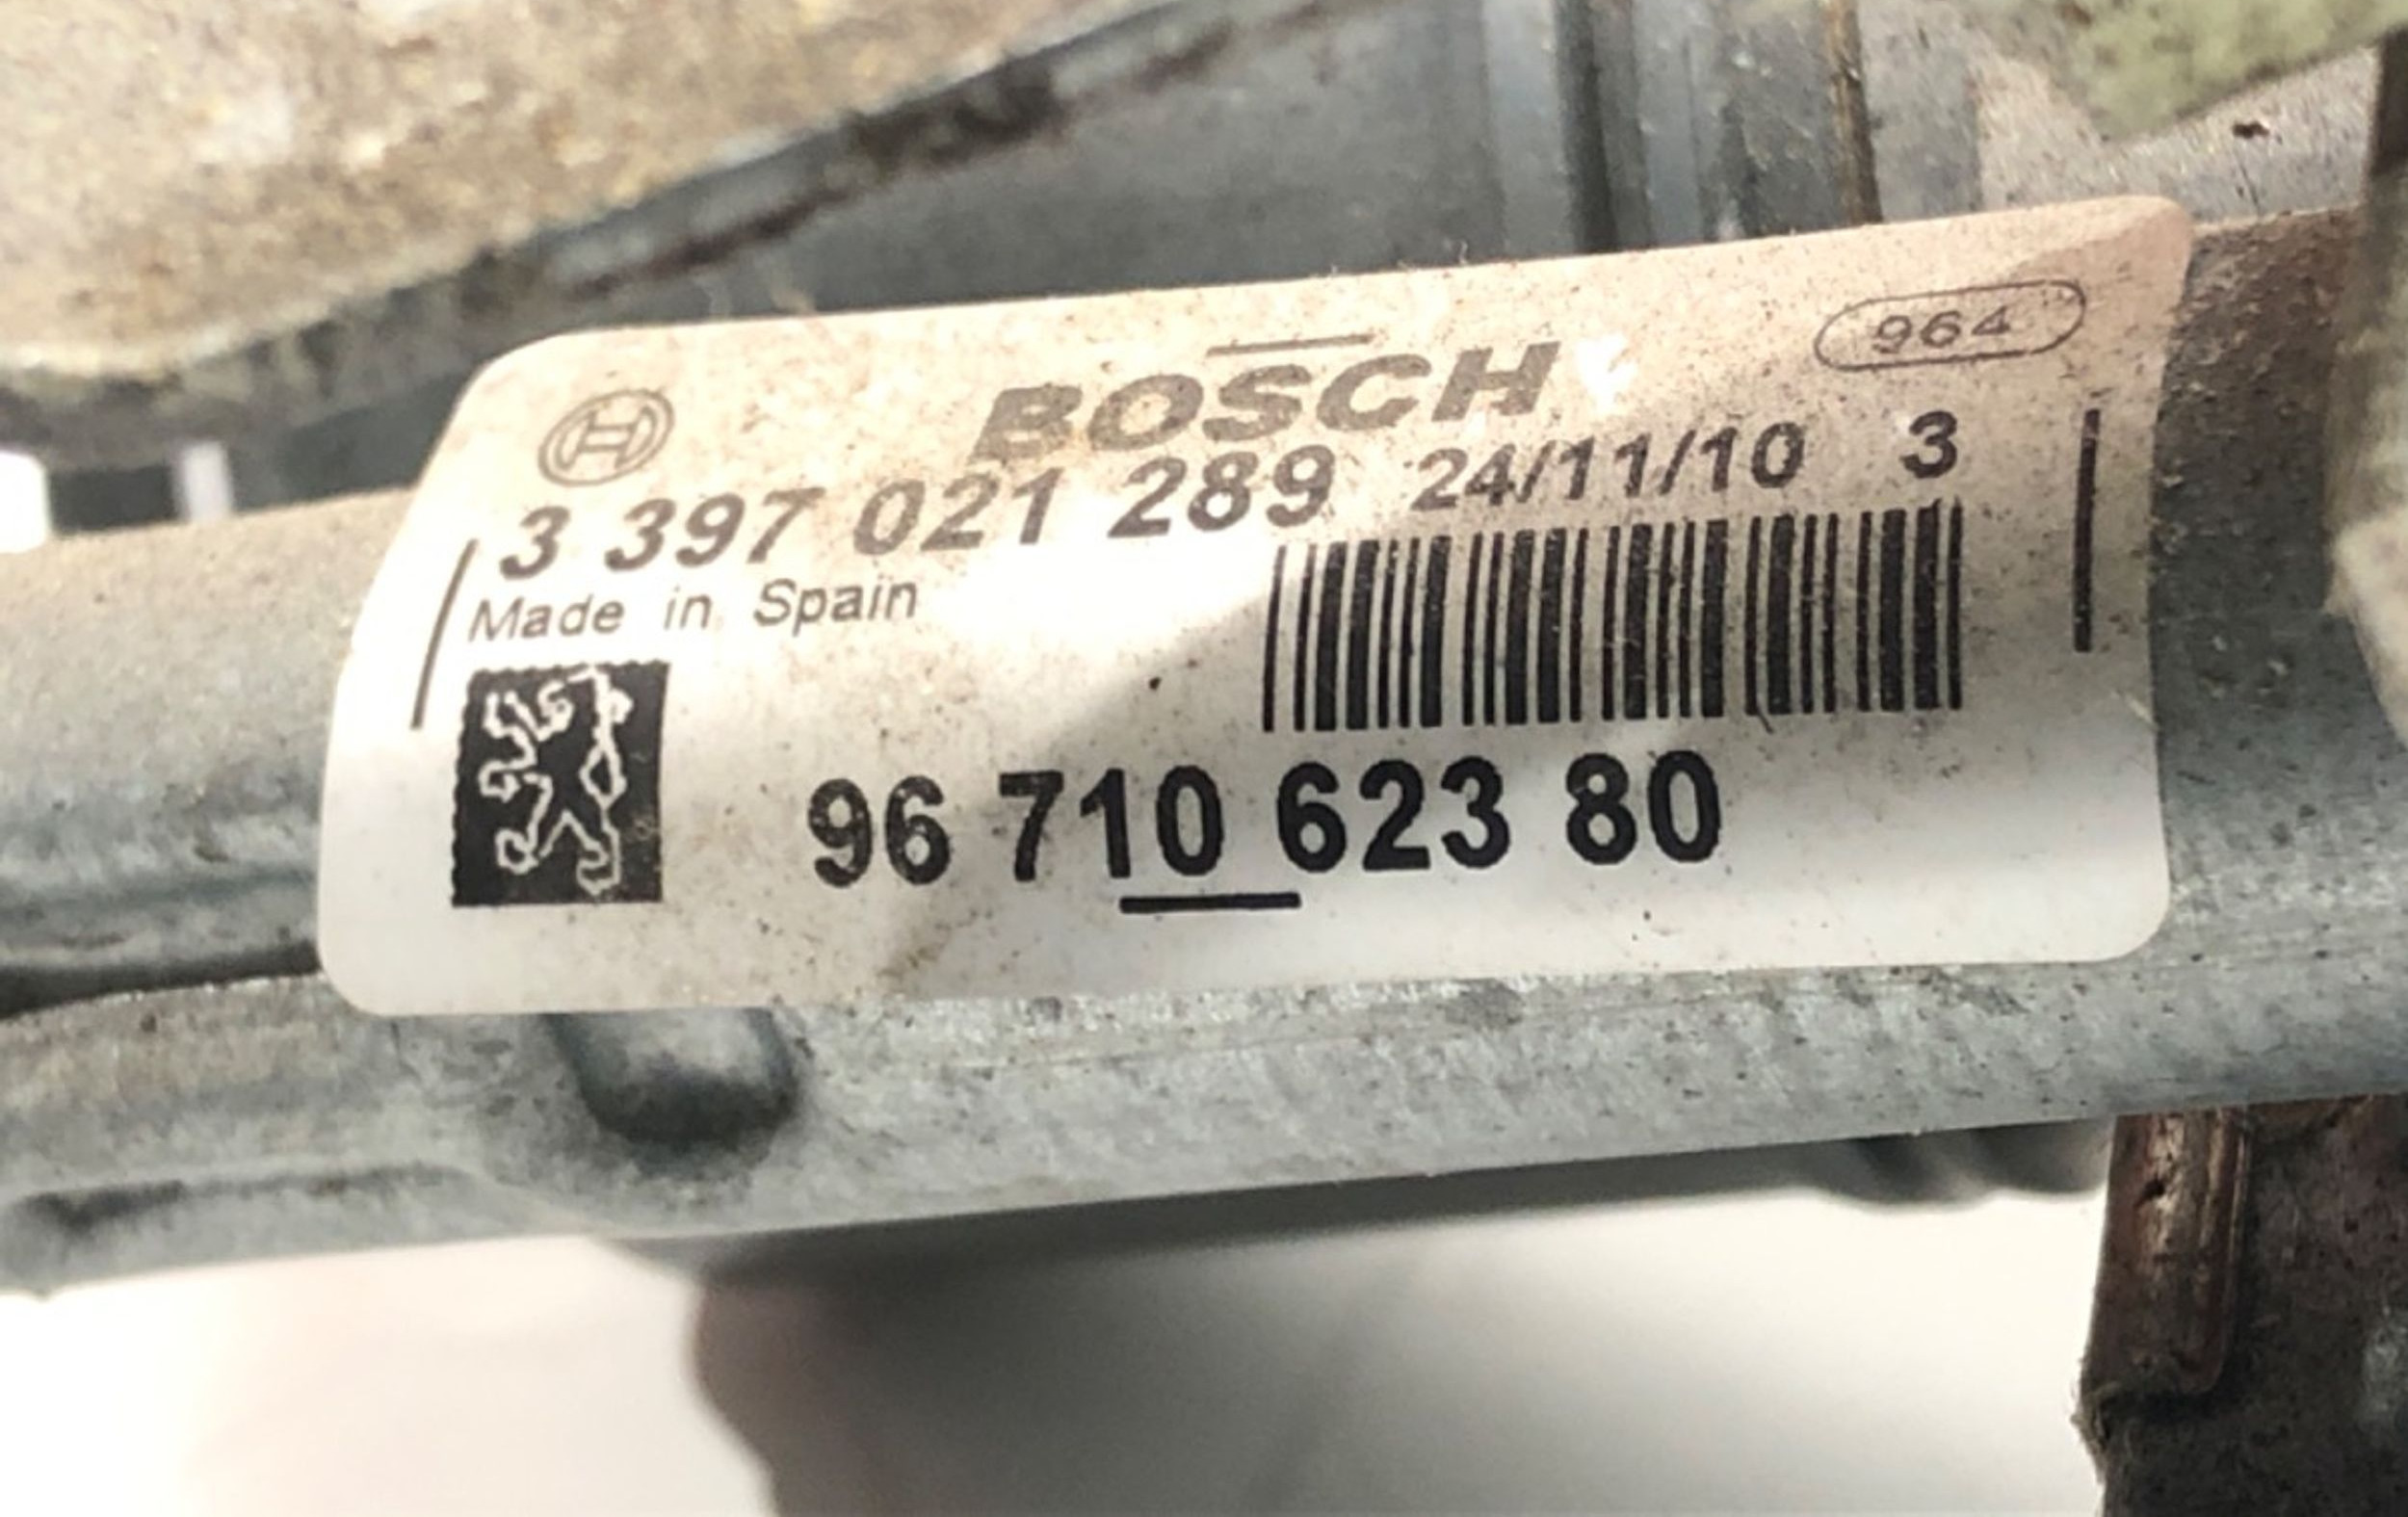 BOSCH 964
3 397 021 289 24/11/10 3
Made in Spain
96 710 623 80